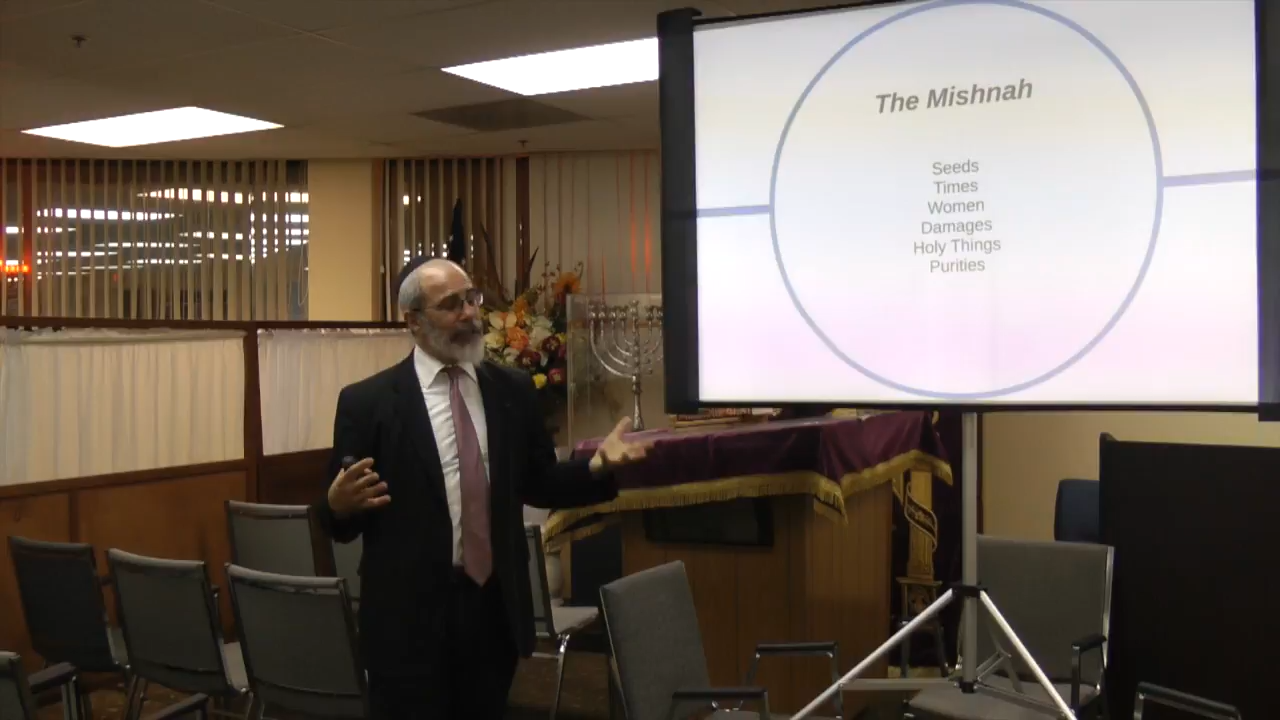 The Mishnah
Seeds
Times
Women
Damages
Holy Things
Purities